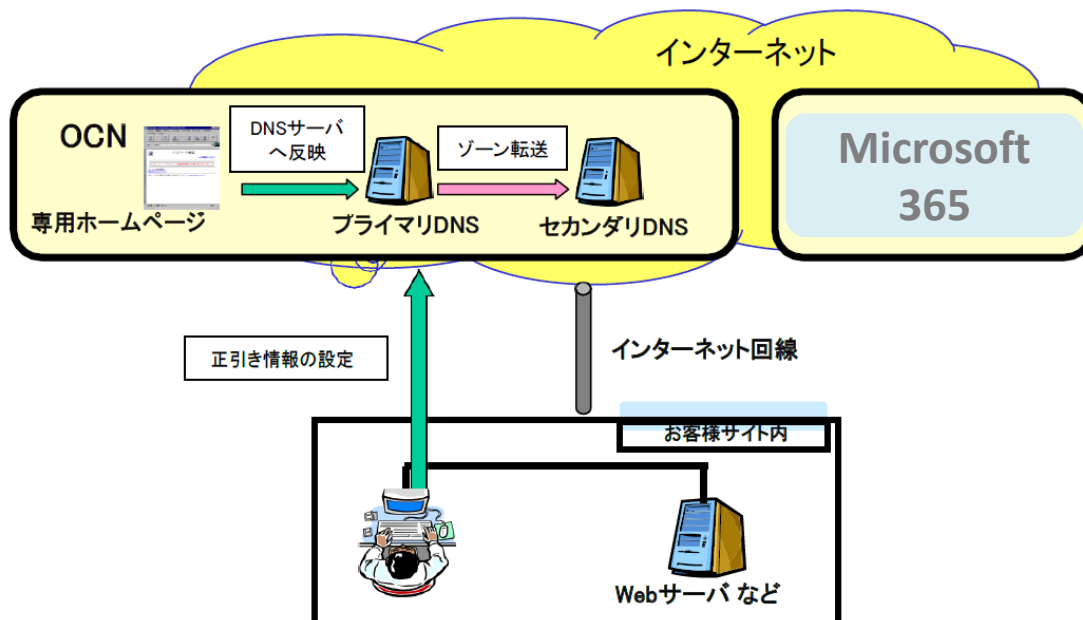 インターネット
OCN
DNSサーバ
へ反映
ゾーン転送
Microsoft
365
専用ホームページ
プライマリDNS
セカンダリDNS
正引き情報の設定
インターネット回線
お客様サイト内
Webサーバ など